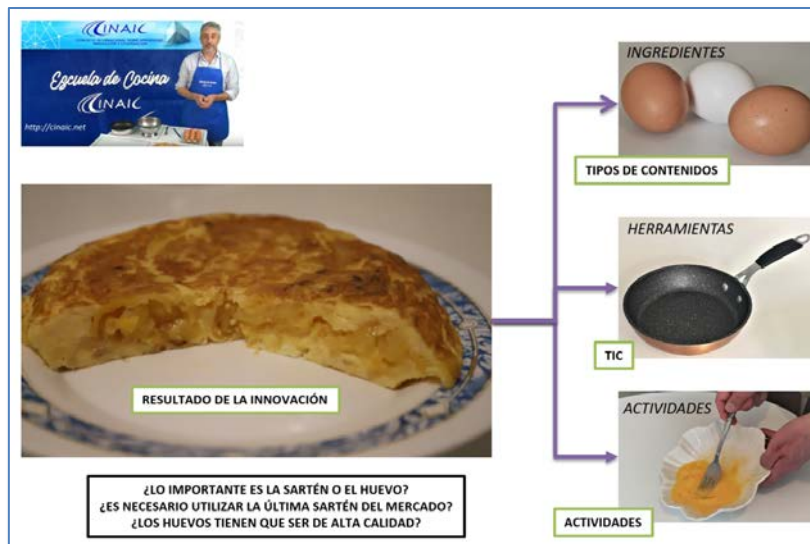 CINAIC
Ezcuela de Cocina
CINAIC
http://cinaic.net
INGREDIENTES
TIPOS DE CONTENIDOS
HERRAMIENTAS
TIC
ACTIVIDADES
ACTIVIDADES
RESULTADO DE LA INNOVACIÓN
¿LO IMPORTANTE ES LA SARTÉN O EL HUEVO?
¿ES NECESARIO UTILIZAR LA ÚLTIMA SARTÉN DEL MERCADO?
¿LOS HUEVOS TIENEN QUE SER DE ALTA CALIDAD?